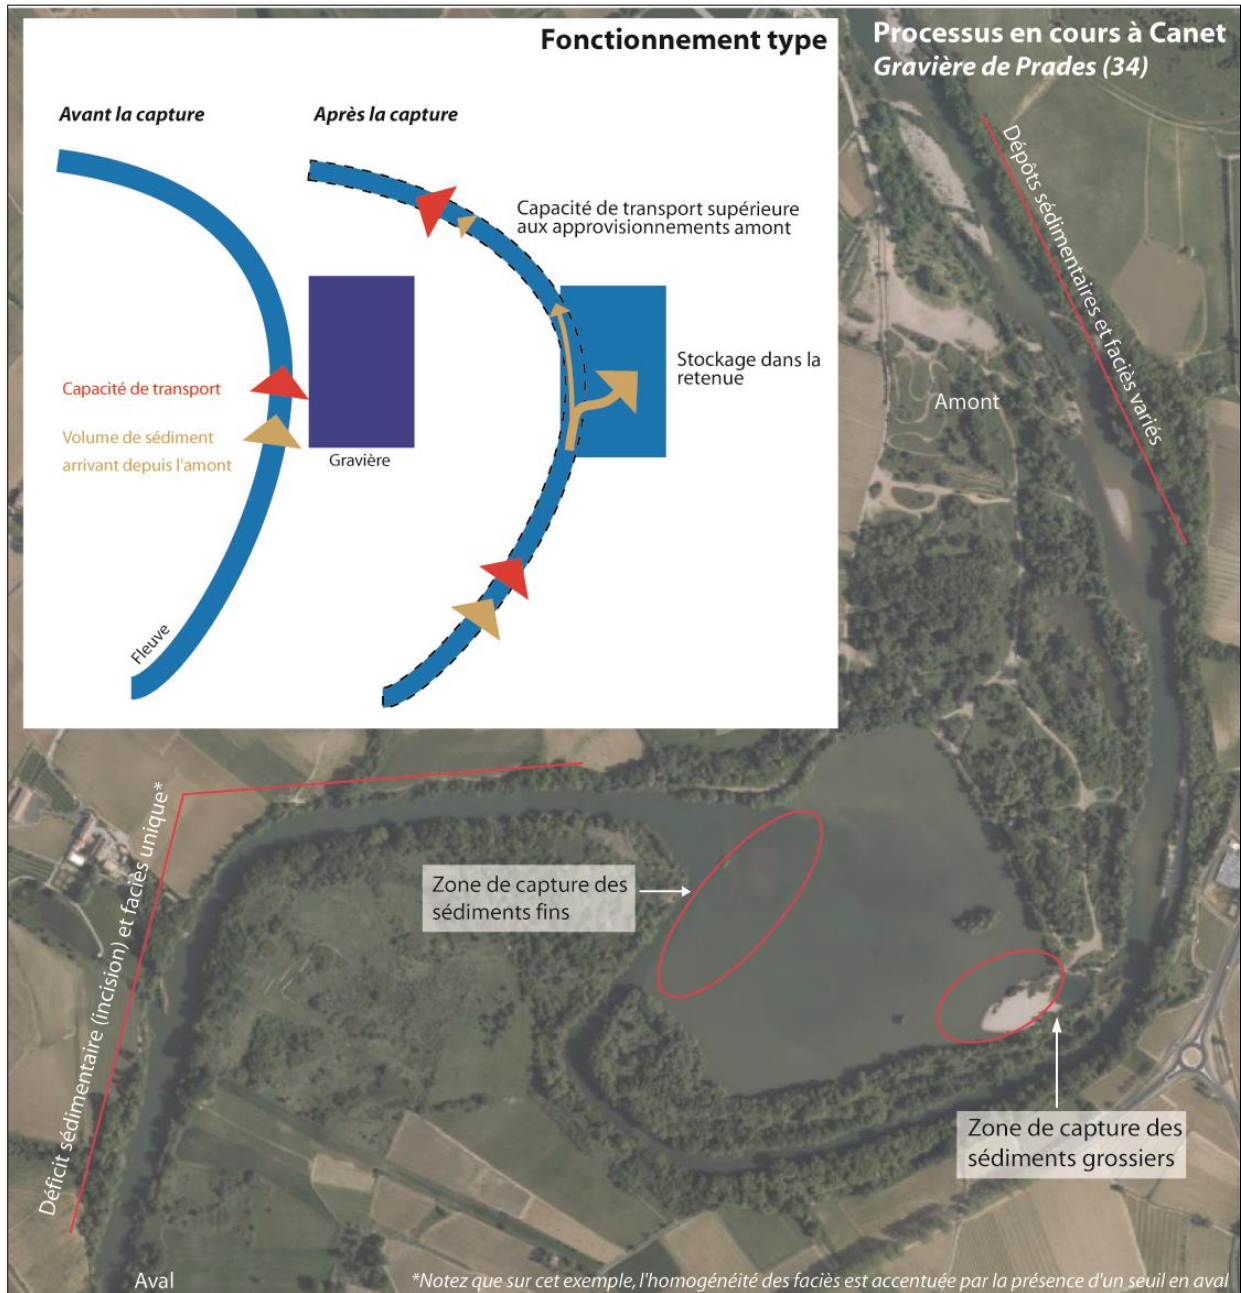 Fonctionnement type
Processus en cours à Canet
Gravière de Prades (34)
Avant la capture
Après la capture
Capacité de transport supérieure
aux approvisionnements amont
Stockage dans la
retenue
Capacité de transport
Volume de sédiment
arrivant depuis l'amont
Gravière
Fleuve
Dépôts sédimentaires et faciès variés
Amont
Zone de capture des
sédiments fins
Zone de capture des
sédiments grossiers
Déficit sédimentaire (incision) et faciès unique*
Aval
*Notez que sur cet exemple, l'homogénéité des faciès est accentuée par la présence d'un seuil en aval